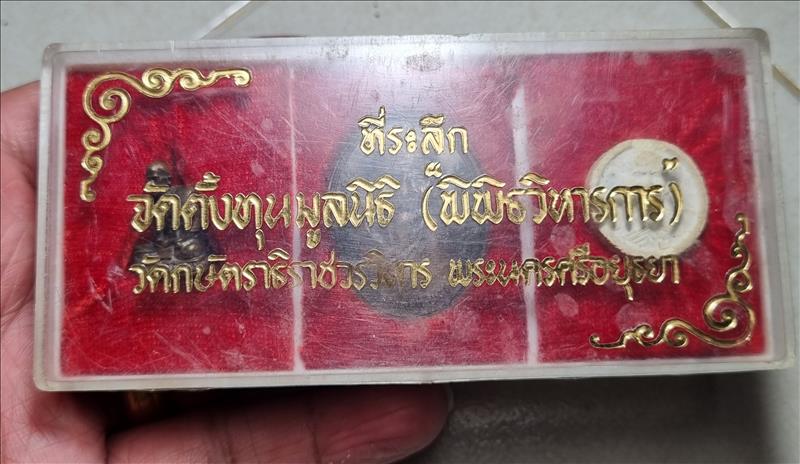 ที่ระลึก
จัดตั้งทุนมูลนิธิ ("พิพิธวิหารการ")
วัดกษัตราธิราชวรวิหาร พระนครศรีอยุธยา